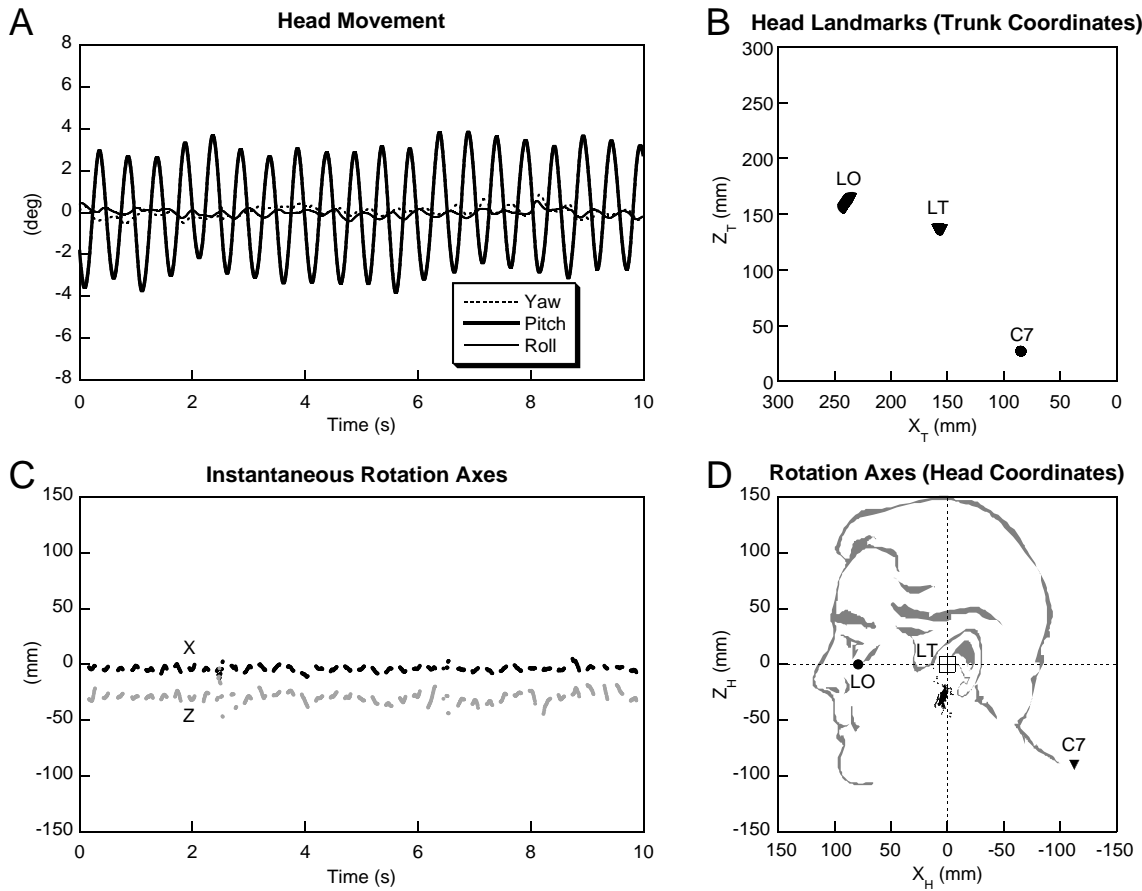 A
Head Movement
8
6
4
2
0
-2
-4
-6
-8
(deg)
Yaw
Pitch
Roll
0 2 4 6 8 10
Time (s)
B
Head Landmarks (Trunk Coordinates)
300
250
200
150
100
50
0
Z_T (mm)
LO
LT
C7
300 250 200 150 100 50 0
X_T (mm)
C
Instantaneous Rotation Axes
150
100
50
0
-50
-100
-150
(mm)
X
Z
0 2 4 6 8 10
Time (s)
D
Rotation Axes (Head Coordinates)
150
100
50
0
-50
-100
-150
Z_H (mm)
LT
LO
C7
150 100 50 0 -50 -100 -150
X_H (mm)